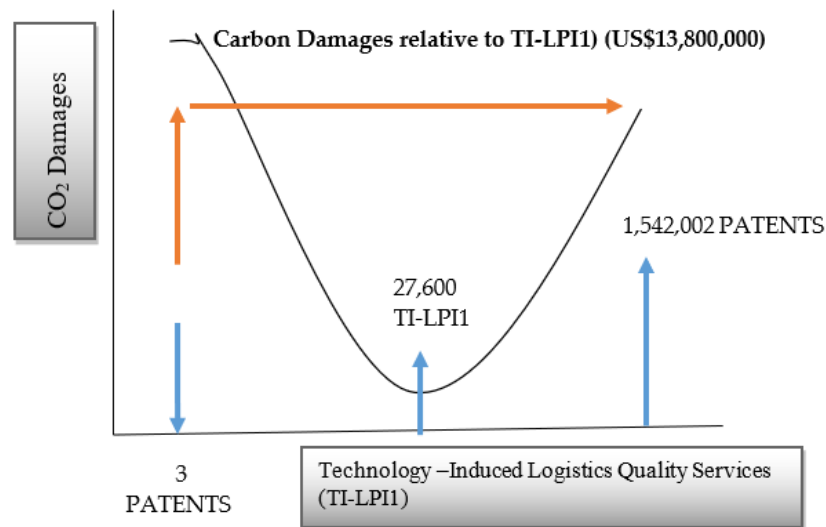 Carbon Damages relative to TI-LPI1) (US$13,800,000)
CO₂ Damages
1,542,002 PATENTS
27,600
TI-LPI1
3
PATENTS
Technology –Induced Logistics Quality Services
(TI-LPI1)